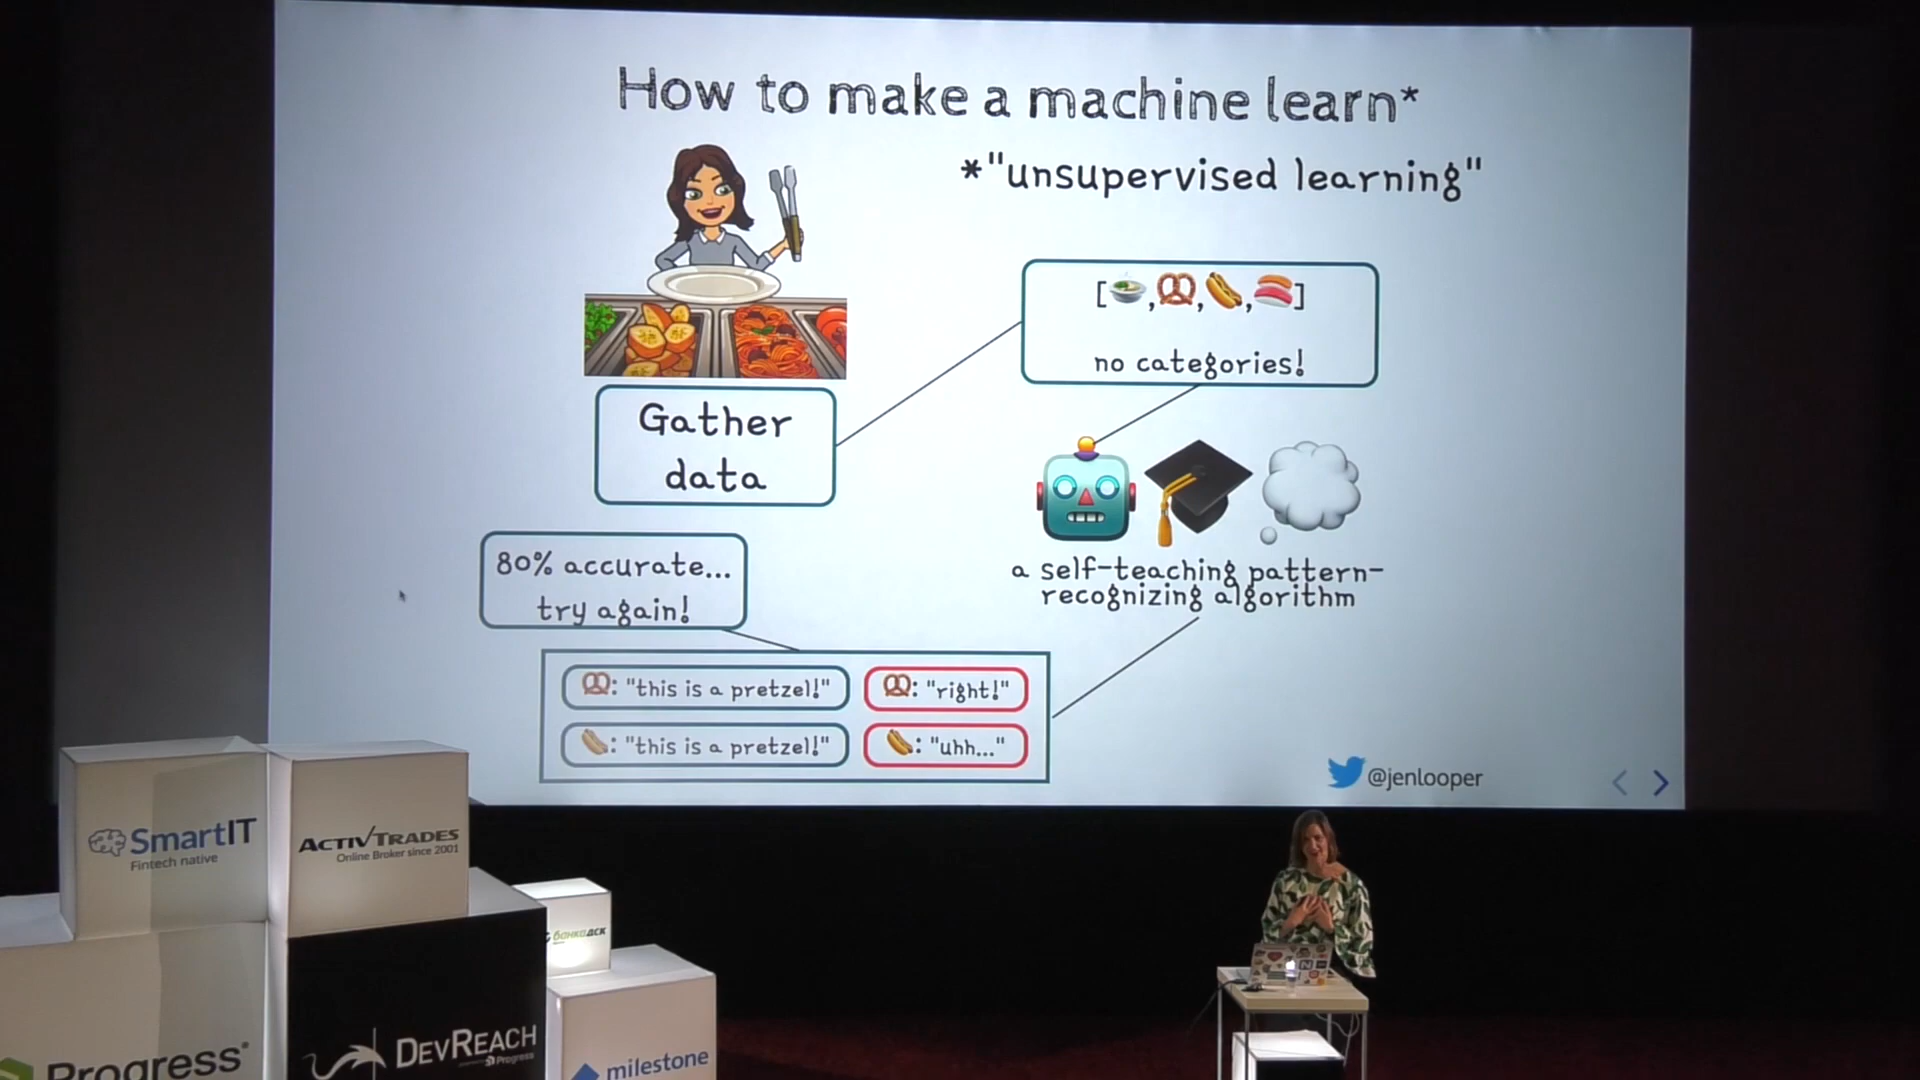 How to make a machine learn*
*"unsupervised learning"
[ , , , ]
no categories!
Gather
data
a self-teaching pattern-
recognizing algorithm
80% accurate...
try again!
: "this is a pretzel!"
: "right!"
: "this is a pretzel!"
: "uhh..."
@jenlooper
SmartIT
Fintech native
ACTIVTRADES
Online Broker since 2001
банкадск
Progress
DEVREACH
Progress
milestone